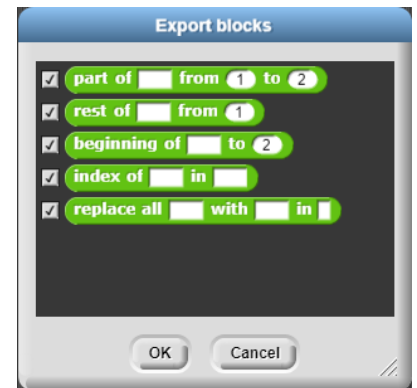 Export blocks
part of from 1 to 2
rest of from 1
beginning of to 2
index of in
replace all with in
OK Cancel